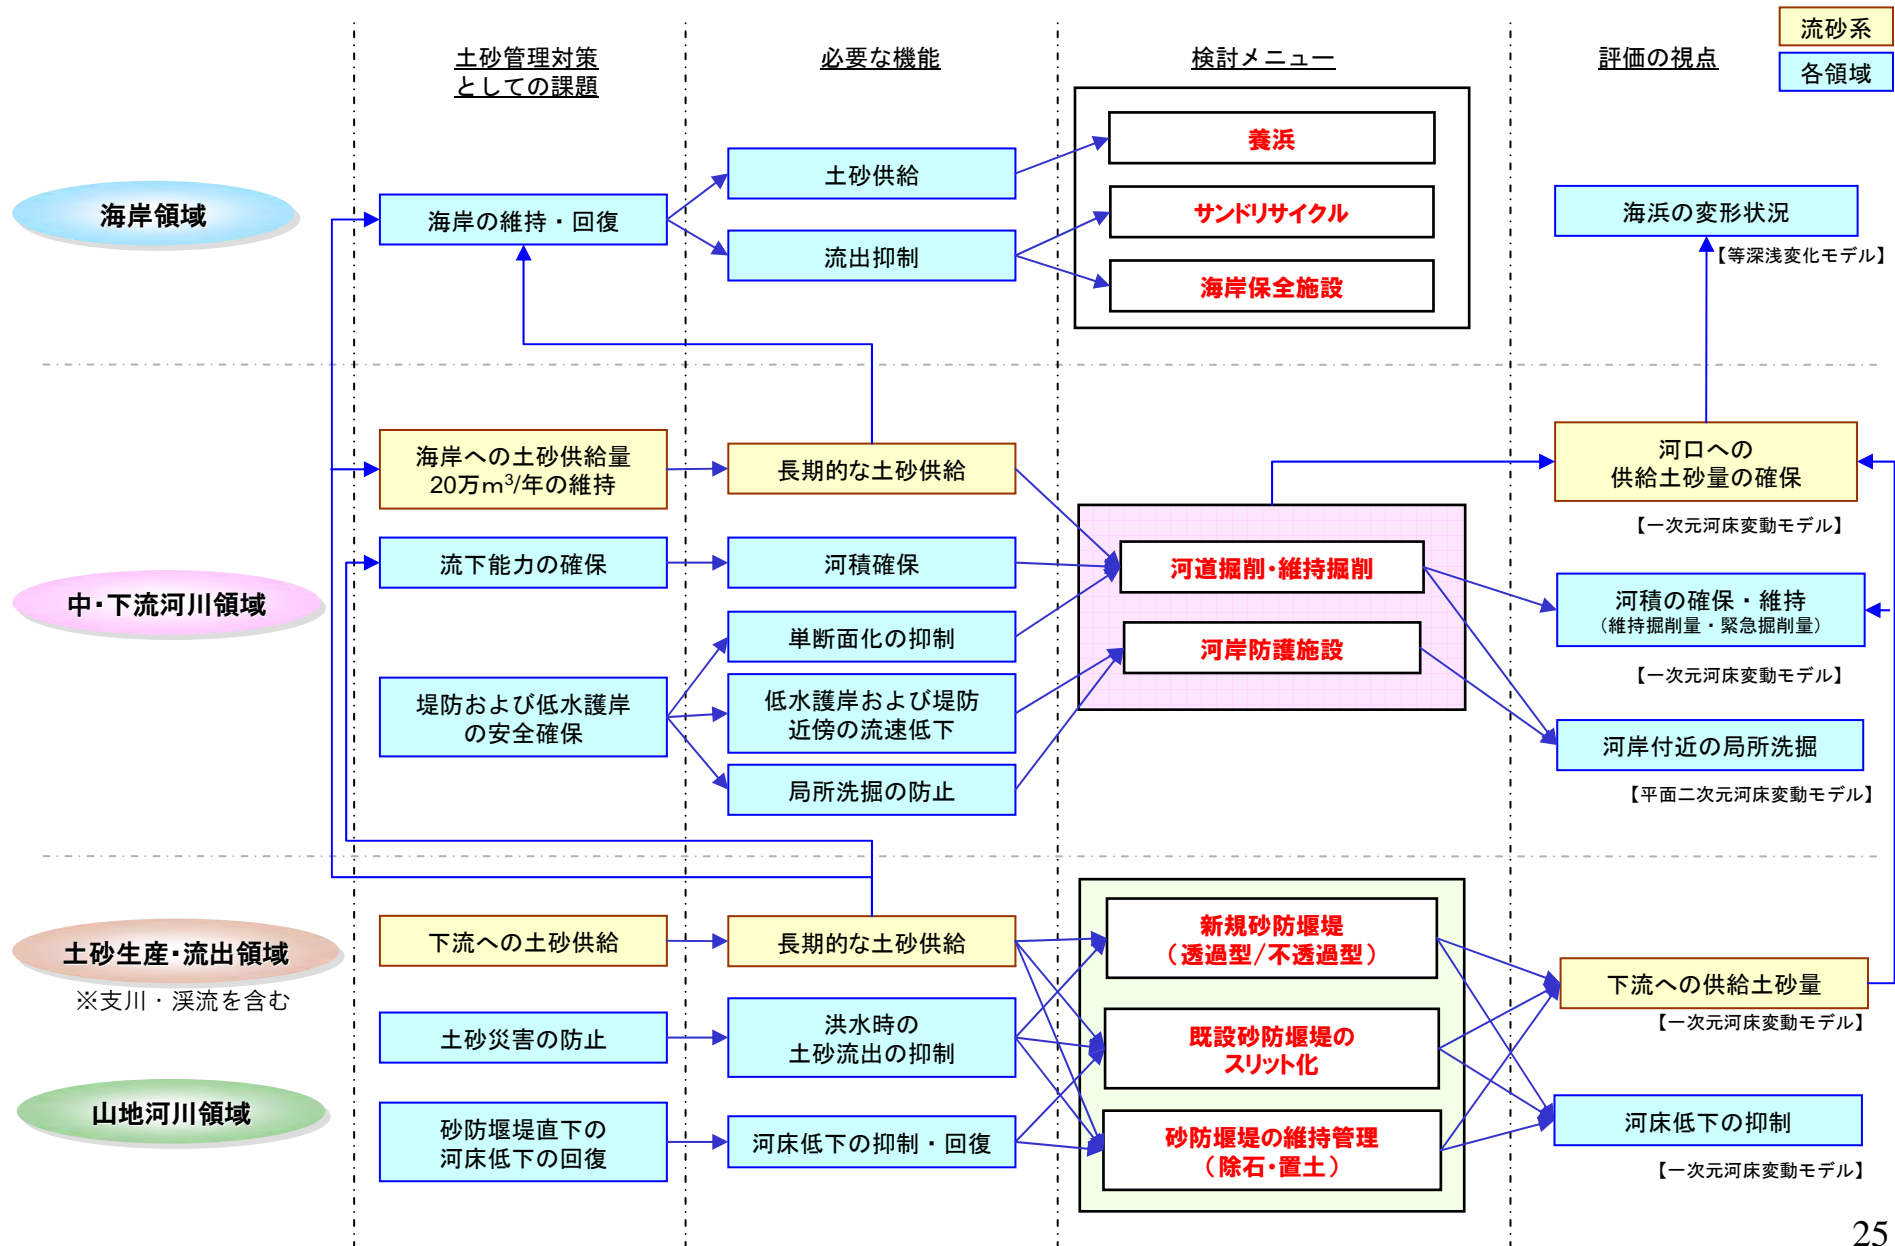 流砂系
各領域
土砂管理対策
としての課題
必要な機能
検討メニュー
評価の視点
海岸領域
海岸の維持・回復
土砂供給
流出抑制
養浜
サンドリサイクル
海岸保全施設
海浜の変形状況
【等深浅変化モデル】
中・下流河川領域
海岸への土砂供給量
20万m³/年の維持
長期的な土砂供給
流下能力の確保
河積確保
単断面化の抑制
堤防および低水護岸
の安全確保
低水護岸および堤防
近傍の流速低下
局所洗掘の防止
河道掘削・維持掘削
河岸防護施設
河口への
供給土砂量の確保
【一次元河床変動モデル】
河積の確保・維持
（維持掘削量・緊急掘削量）
【一次元河床変動モデル】
河岸付近の局所洗掘
【平面二次元河床変動モデル】
土砂生産・流出領域
※支川・渓流を含む
山地河川領域
下流への土砂供給
長期的な土砂供給
土砂災害の防止
洪水時の
土砂流出の抑制
砂防堰堤直下の
河床低下の回復
河床低下の抑制・回復
新規砂防堰堤
（透過型/不透過型）
既設砂防堰堤の
スリット化
砂防堰堤の維持管理
（除石・置土）
下流への供給土砂量
【一次元河床変動モデル】
河床低下の抑制
【一次元河床変動モデル】
25